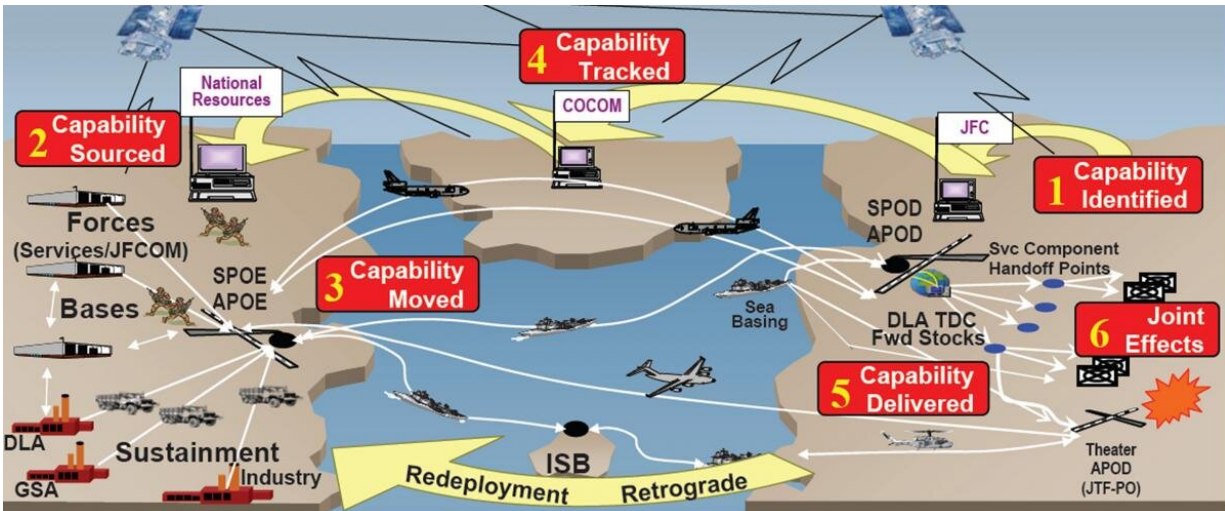 4 Capability
Tracked
National
Resources
COCOM
JFC
2 Capability
Sourced
1 Capability
Identified
Forces
(Services/JFCOM)
SPOE
APOE
3 Capability
Moved
SPOD
APOD
Svc Component
Handoff Points
Bases
Sea
Basing
DLA TDC
Fwd Stocks
6 Joint
Effects
5 Capability
Delivered
DLA
GSA
Sustainment
Industry
ISB
Redeployment Retrograde
Theater
APOD
(JTF-PO)